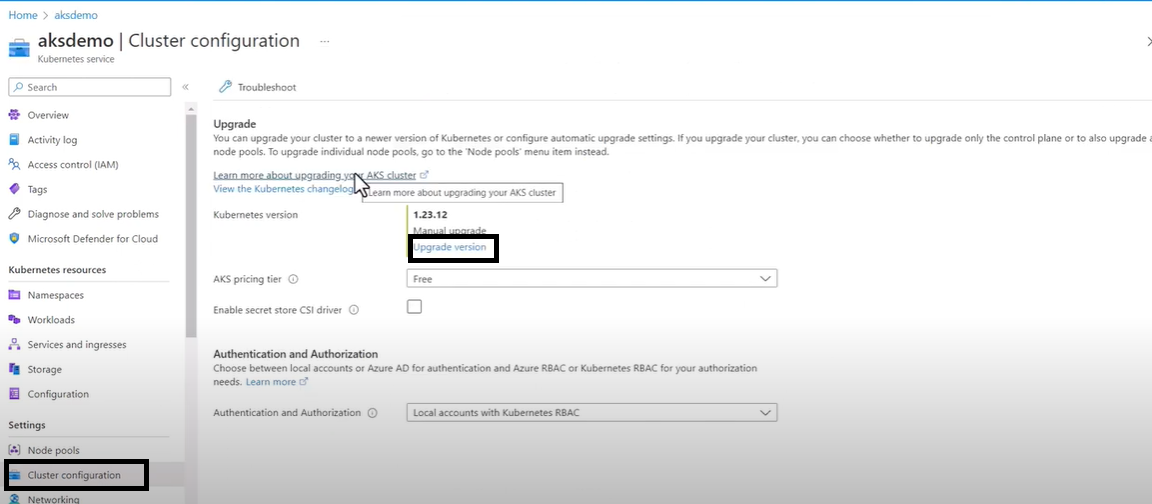 Home > aksdemo
aksdemo | Cluster configuration ...
Kubernetes service
Search
«
Overview
Activity log
Access control (IAM)
Tags
Diagnose and solve problems
Microsoft Defender for Cloud
Kubernetes resources
Namespaces
Workloads
Services and ingresses
Storage
Configuration
Settings
Node pools
Cluster configuration
Networking
Troubleshoot
Upgrade
You can upgrade your cluster to a newer version of Kubernetes or configure automatic upgrade settings. If you upgrade your cluster, you can choose whether to upgrade only the control plane or to also upgrade a
node pools. To upgrade individual node pools, go to the 'Node pools' menu item instead.
Learn more about upgrading your AKS cluster
View the Kubernetes changelog
Learn more about upgrading your AKS cluster
Kubernetes version
1.23.12
Manual upgrade
Upgrade version
AKS pricing tier
Free
Enable secret store CSI driver
Authentication and Authorization
Choose between local accounts or Azure AD for authentication and Azure RBAC or Kubernetes RBAC for your authorization
needs. Learn more
Authentication and Authorization
Local accounts with Kubernetes RBAC